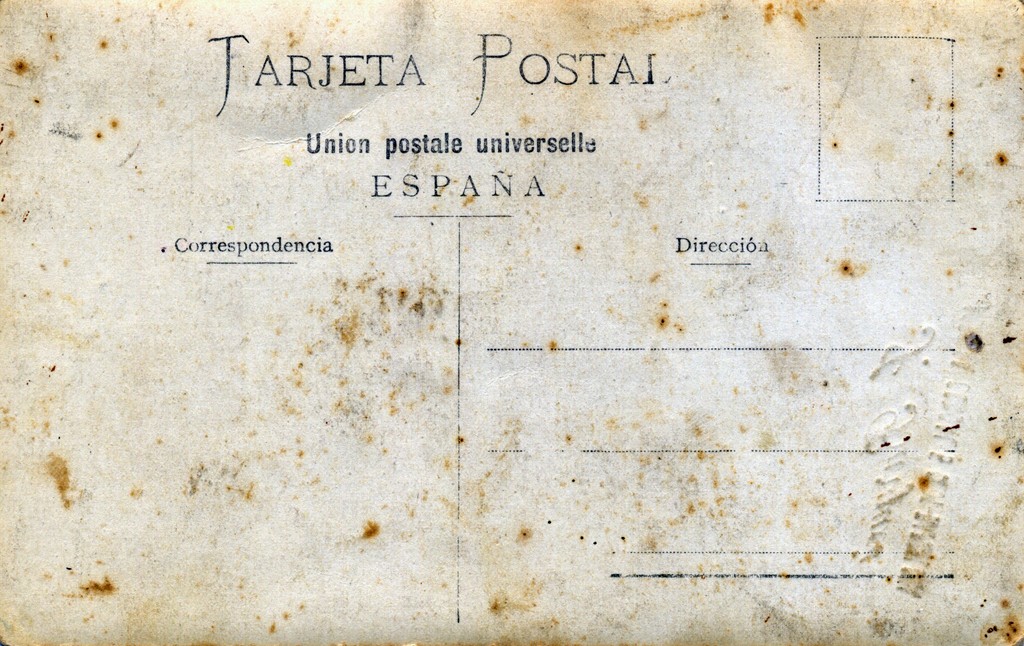 TARJETA POSTAL
Union postale universelle
ESPAÑA
Correspondencia
Dirección